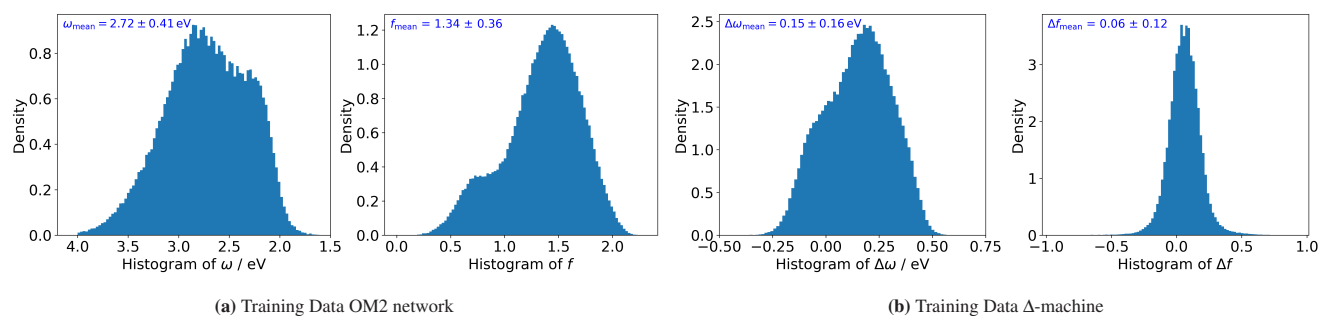 ω_mean = 2.72 ± 0.41 eV
Density
0.8
0.6
0.4
0.2
0.0
4.0 3.5 3.0 2.5 2.0 1.5
Histogram of ω / eV
f_mean = 1.34 ± 0.36
Density
1.2
1.0
0.8
0.6
0.4
0.2
0.0
0.0 0.5 1.0 1.5 2.0
Histogram of f
(a) Training Data OM2 network
Δω_mean = 0.15 ± 0.16 eV
Density
2.5
2.0
1.5
1.0
0.5
0.0
−0.50 −0.25 0.00 0.25 0.50 0.75
Histogram of Δω / eV
Δf_mean = 0.06 ± 0.12
Density
3
2
1
0
−1.0 −0.5 0.0 0.5 1.0
Histogram of Δf
(b) Training Data Δ-machine